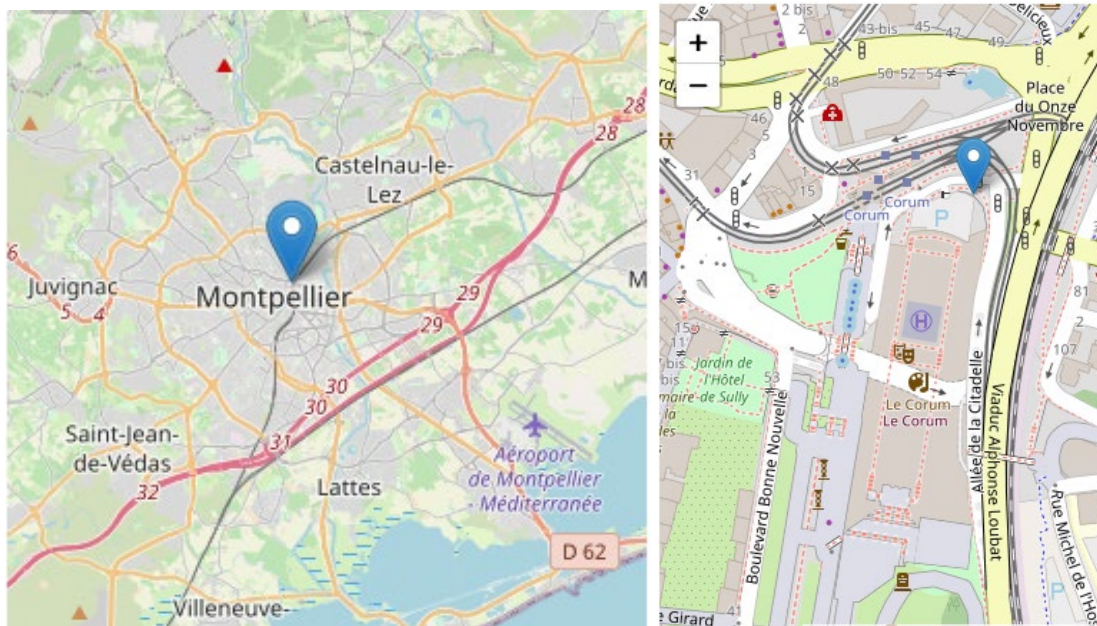 28
28
Castelnau-le-
Lez
6
Juvignac
5
4
Montpellier
29
29
M
30
30
31
Saint-Jean-
de-Védas
32
Lattes
Aéroport
de Montpellier
- Méditerranée
D 62
Villeneuve-
+
−
2 bis
2
43 bis
45
47
49
elicieux
50
52
54
48
46
5
3
1
15
31
Place
du Onze
Novembre
Corum
Corum
P
H
Jardin de
l'Hôtel
de Sully
53
Le Corum
Le Corum
Boulevard Bonne Nouvelle
Allée de la Citadelle
Viaduc Alphonse Loubat
81
2
107
Rue Michel de l'Hos
P
41
e Girard